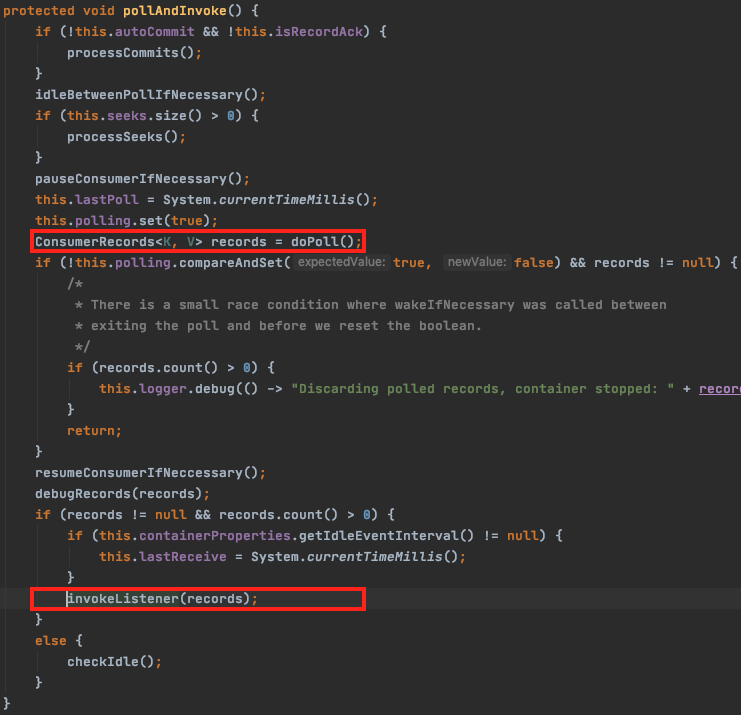 protected void pollAndInvoke() {
    if (!this.autoCommit && !this.isRecordAck) {
        processCommits();
    }
    idleBetweenPollIfNecessary();
    if (this.seeks.size() > 0) {
        processSeeks();
    }
    pauseConsumerIfNecessary();
    this.lastPoll = System.currentTimeMillis();
    this.polling.set(true);
    ConsumerRecords<K, V> records = doPoll();
    if (!this.polling.compareAndSet( expectedValue: true, newValue: false) && records != null) {
        /*
         * There is a small race condition where wakeIfNecessary was called between
         * exiting the poll and before we reset the boolean.
         */
        if (records.count() > 0) {
            this.logger.debug(() -> "Discarding polled records, container stopped: " + recor
        }
        return;
    }
    resumeConsumerIfNeccessary();
    debugRecords(records);
    if (records != null && records.count() > 0) {
        if (this.containerProperties.getIdleEventInterval() != null) {
            this.lastReceive = System.currentTimeMillis();
        }
        invokeListener(records);
    }
    else {
        checkIdle();
    }
}